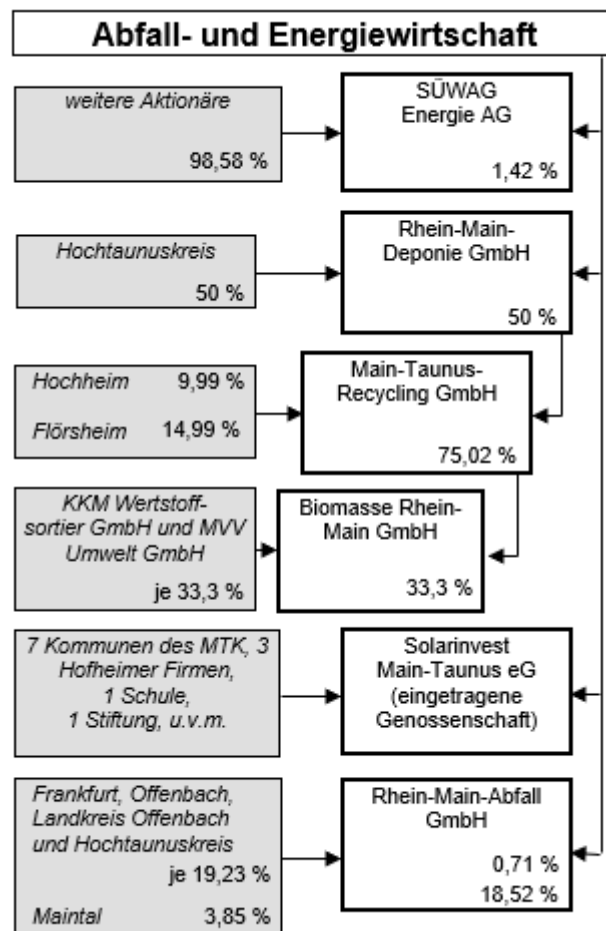 Abfall- und Energiewirtschaft
weitere Aktionäre
98,58 %
SÜWAG
Energie AG
1,42 %
Hochtaunuskreis
50 %
Rhein-Main-
Deponie GmbH
50 %
Hochheim 9,99 %
Flörsheim 14,99 %
Main-Taunus-
Recycling GmbH
75,02 %
KKM Wertstoff-
sortier GmbH und MVV
Umwelt GmbH
je 33,3 %
Biomasse Rhein-
Main GmbH
33,3 %
7 Kommunen des MTK, 3
Hofheimer Firmen,
1 Schule,
1 Stiftung, u.v.m.
Solarinvest
Main-Taunus eG
(eingetragene
Genossenschaft)
Frankfurt, Offenbach,
Landkreis Offenbach
und Hochtaunuskreis
je 19,23 %
Maintal 3,85 %
Rhein-Main-Abfall
GmbH
0,71 %
18,52 %